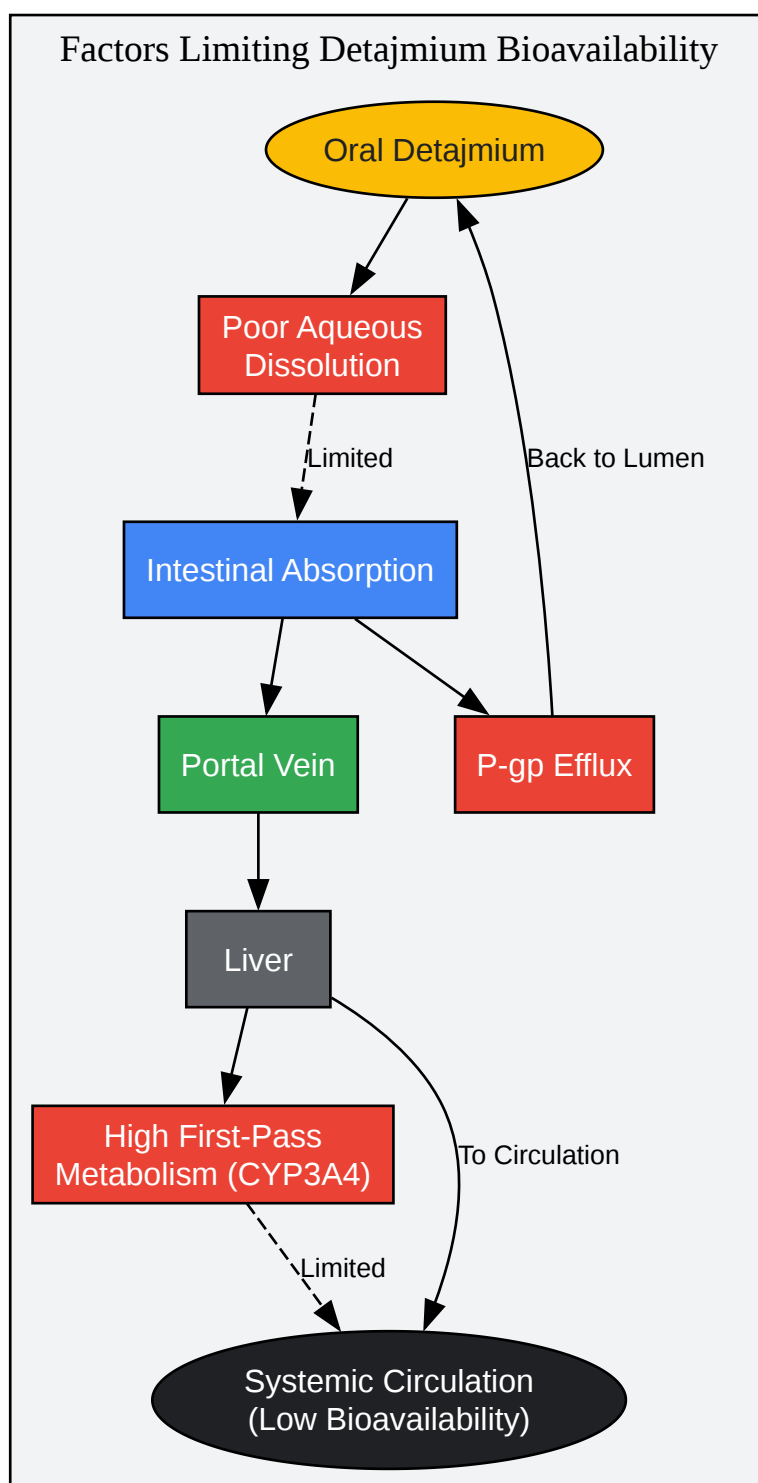 Factors Limiting Detajmium Bioavailability
Oral Detajmium
Poor Aqueous
Dissolution
Limited
Back to Lumen
Intestinal Absorption
Portal Vein
P-gp Efflux
Liver
High First-Pass
Metabolism (CYP3A4)
To Circulation
Limited
Systemic Circulation
(Low Bioavailability)